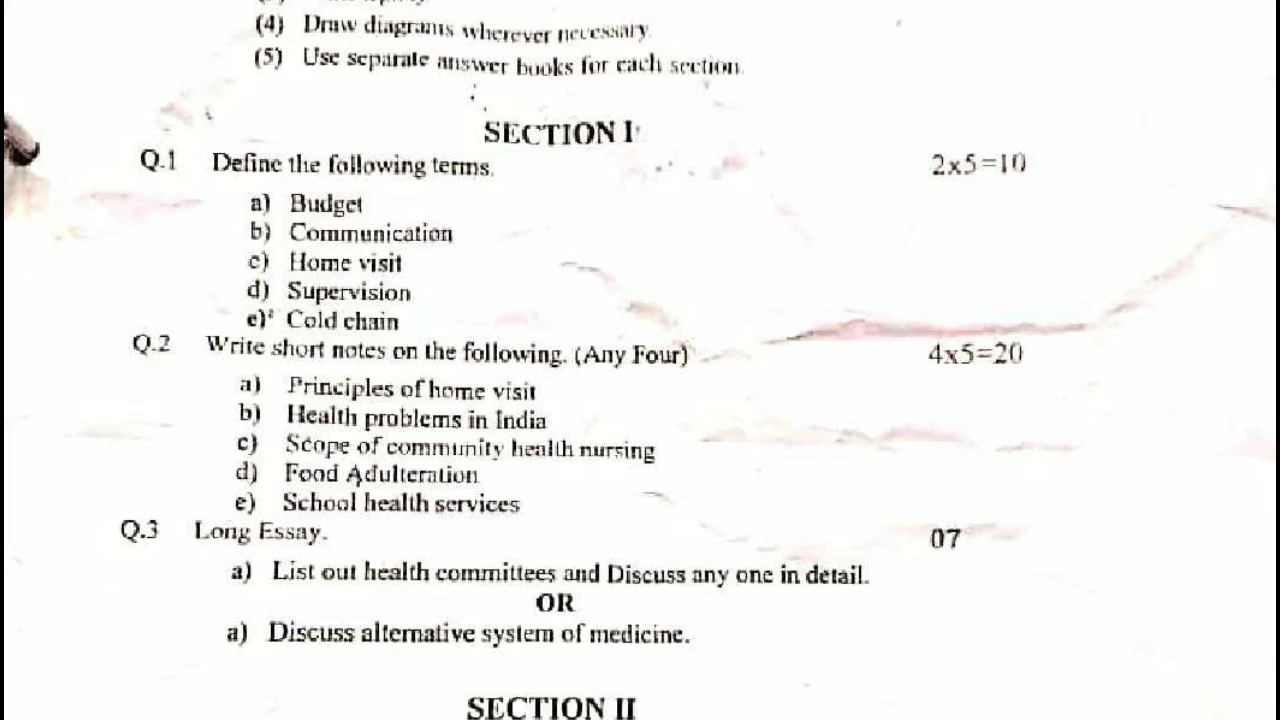 (4) Draw diagrams wherever necessary.
(5) Use separate answer books for each section.
SECTION I
Q.1 Define the following terms. 2x5=10
a) Budget
b) Communication
c) Home visit
d) Supervision
e) Cold chain
Q.2 Write short notes on the following. (Any Four) 4x5=20
a) Principles of home visit
b) Health problems in India
c) Scope of community health nursing
d) Food Adulteration
e) School health services
Q.3 Long Essay. 07
a) List out health committees and Discuss any one in detail.
OR
a) Discuss alternative system of medicine.
SECTION II